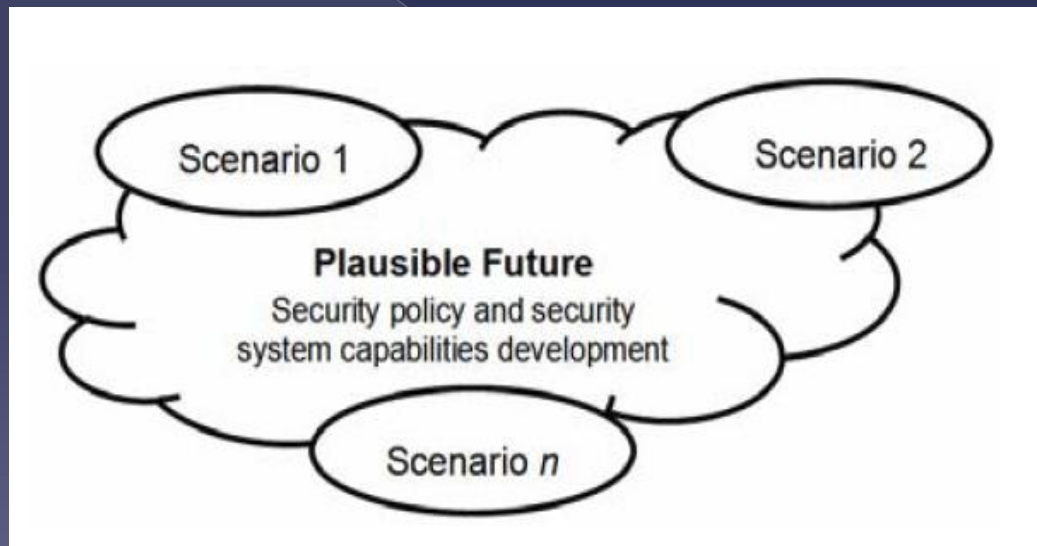 Scenario 1
Scenario 2
Plausible Future
Security policy and security
system capabilities development
Scenario n